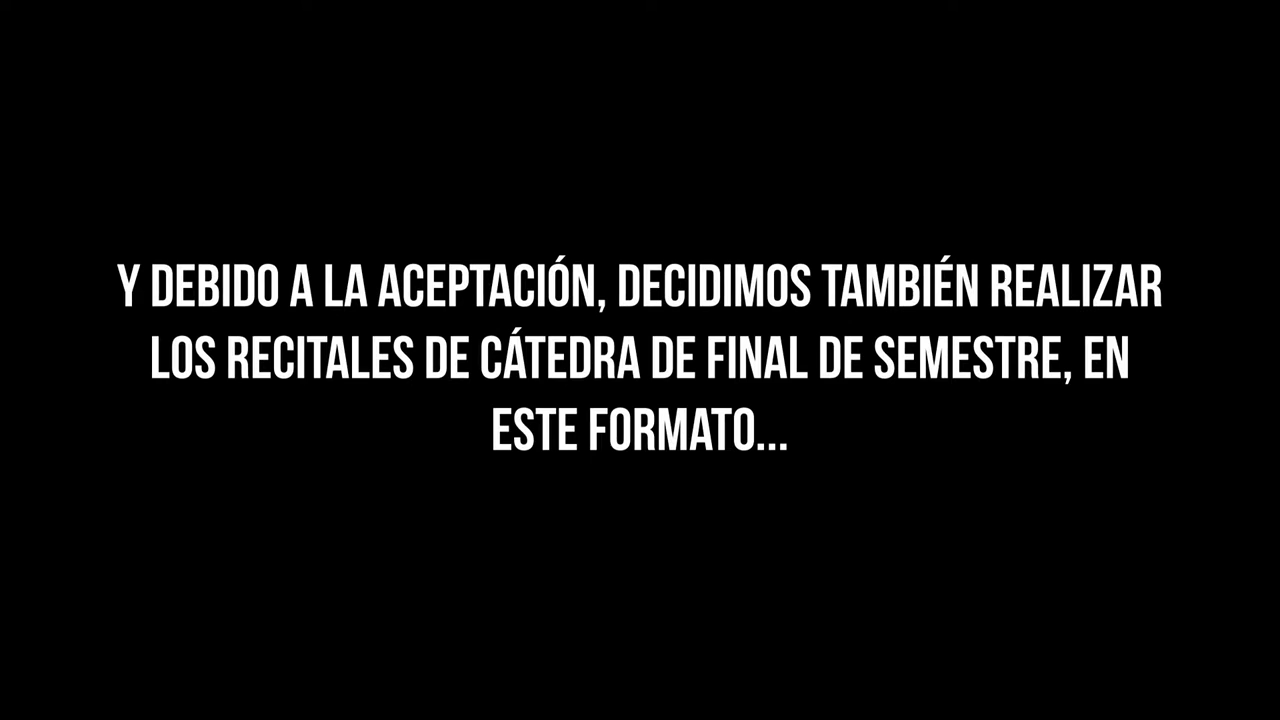 Y DEBIDO A LA ACEPTACIÓN, DECIDIMOS TAMBIÉN REALIZAR
LOS RECITALES DE CÁTEDRA DE FINAL DE SEMESTRE, EN
ESTE FORMATO...